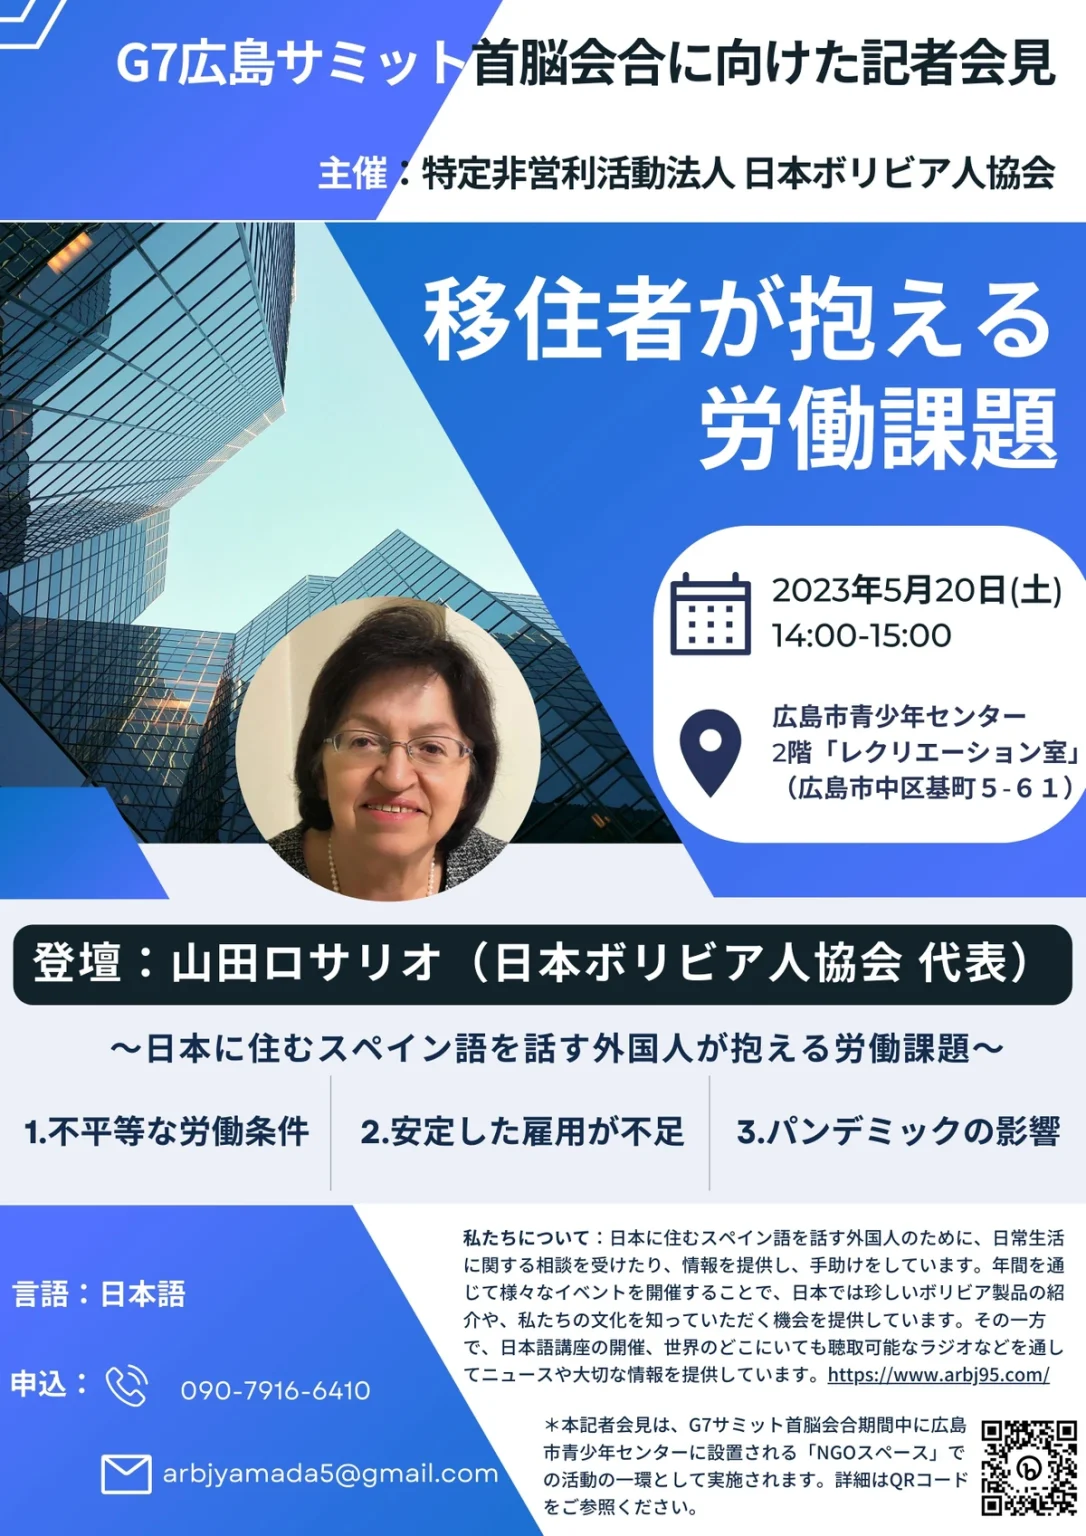 G7広島サミット首脳会合に向けた記者会見
主催：特定非営利活動法人 日本ボリビア人協会
移住者が抱える
労働課題
2023年5月20日(土)
14:00-15:00
広島市青少年センター
2階「レクリエーション室」
（広島市中区基町５-６１）
登壇：山田ロサリオ（日本ボリビア人協会 代表）
～日本に住むスペイン語を話す外国人が抱える労働課題～
1.不平等な労働条件
2.安定した雇用が不足
3.パンデミックの影響
私たちについて：日本に住むスペイン語を話す外国人のために、日常生活
に関する相談を受けたり、情報を提供し、手助けをしています。年間を通
じて様々なイベントを開催することで、日本では珍しいボリビア製品の紹
介や、私たちの文化を知っていただく機会を提供しています。その一方
で、日本語講座の開催、世界のどこにいても聴取可能なラジオなどを通し
てニュースや大切な情報を提供しています。https://www.arbj95.com/
言語：日本語
申込：
090-7916-6410
arbjyamada5@gmail.com
＊本記者会見は、G7サミット首脳会合期間中に広島
市青少年センターに設置される「NGOスペース」で
の活動の一環として実施されます。詳細はQRコード
をご参照ください。